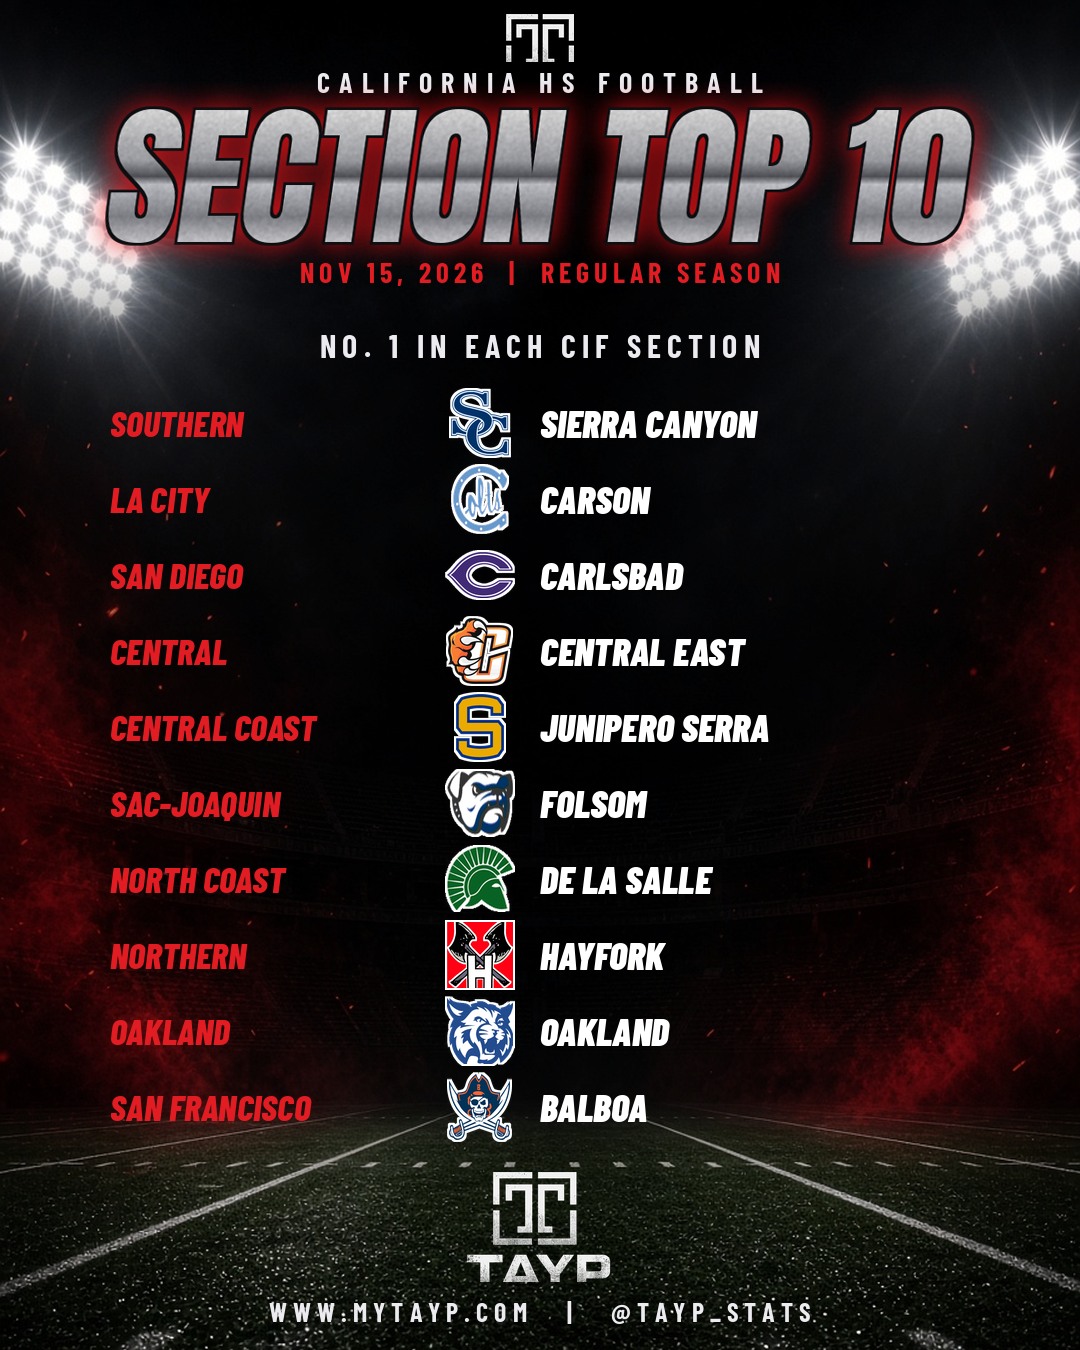 CALIFORNIA HS FOOTBALL
SECTION TOP 10
NOV 15, 2026 | REGULAR SEASON
NO. 1 IN EACH CIF SECTION
SOUTHERN SC SIERRA CANYON
LA CITY Colts CARSON
SAN DIEGO C CARLSBAD
CENTRAL C CENTRAL EAST
CENTRAL COAST S JUNIPERO SERRA
SAC-JOAQUIN FOLSOM
NORTH COAST DE LA SALLE
NORTHERN H HAYFORK
OAKLAND OAKLAND
SAN FRANCISCO BALBOA
TAYP
WWW.MYTAYP.COM | @TAYP_STATS